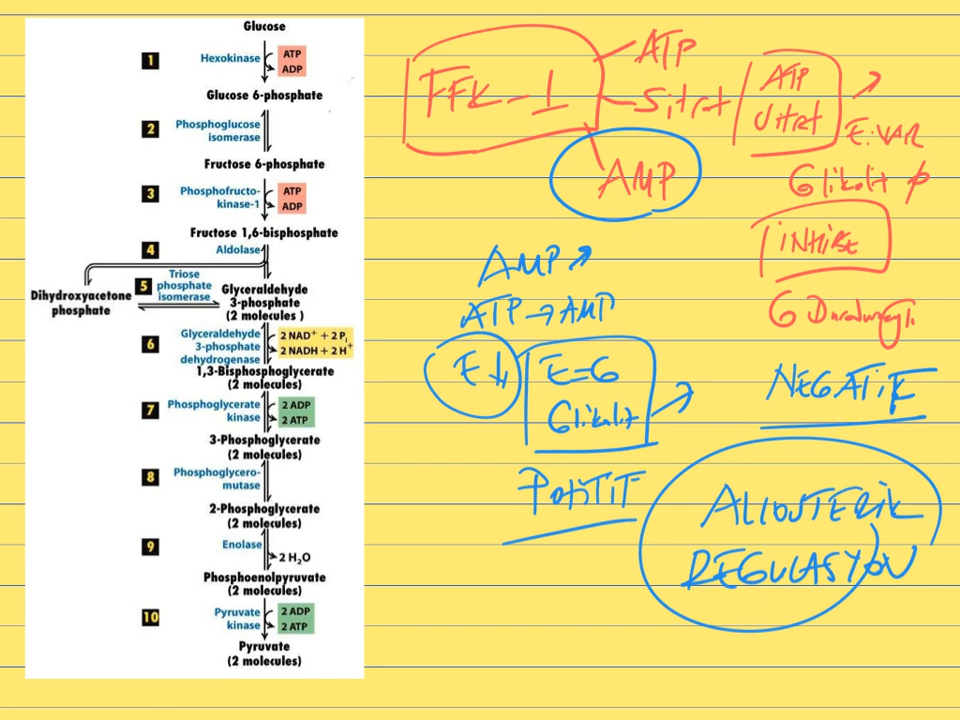 Glucose
1
Hexokinase
ATP
ADP
Glucose 6-phosphate
2
Phosphoglucose
isomerase
Fructose 6-phosphate
3
Phosphofructo-
kinase-1
ATP
ADP
Fructose 1,6-bisphosphate
4
Aldolase
5
Triose
phosphate
isomerase
Dihydroxyacetone
phosphate
Glyceraldehyde
3-phosphate
(2 molecules )
6
Glyceraldehyde
3-phosphate
dehydrogenase
2 NAD⁺ + 2 Pᵢ
2 NADH + 2 H⁺
1,3-Bisphosphoglycerate
(2 molecules)
7
Phosphoglycerate
kinase
2 ADP
2 ATP
3-Phosphoglycerate
(2 molecules)
8
Phosphoglycero-
mutase
2-Phosphoglycerate
(2 molecules)
9
Enolase
2 H₂O
Phosphoenolpyruvate
(2 molecules)
10
Pyruvate
kinase
2 ADP
2 ATP
Pyruvate
(2 molecules)
FFK-1
ATP
Sitrat
AMP
ATP
Sitrat
E. VAR
Glikolit
İNHİBE
G
NEGATİF
AMP ↗
ATP → AMP
E ↓↓
E=G
Glikolit
POZİTİF
ALLOSTERİK
REGULASYON